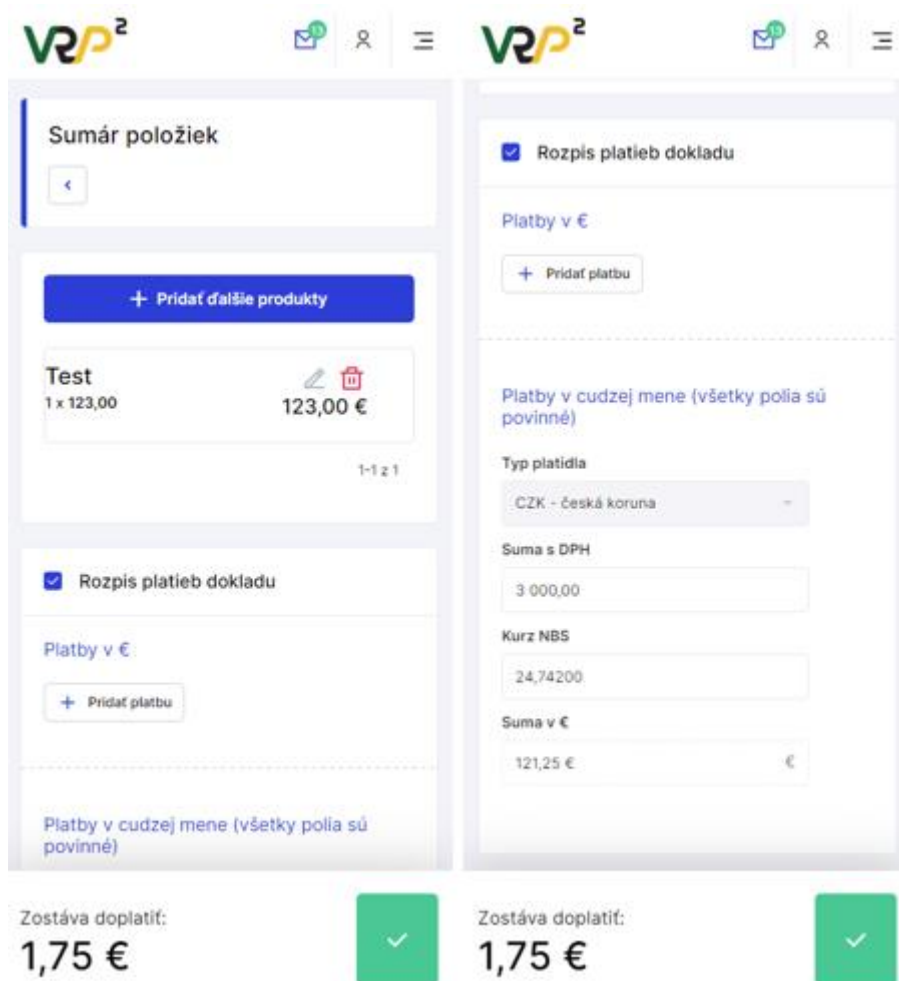 VRP²
13
Sumár položiek
+ Pridať ďalšie produkty
Test
1 x 123,00
123,00 €
1-1 z 1
Rozpis platieb dokladu
Platby v €
+ Pridať platbu
Platby v cudzej mene (všetky polia sú
povinné)
Zostáva doplatiť:
1,75 €
VRP²
13
Rozpis platieb dokladu
Platby v €
+ Pridať platbu
Platby v cudzej mene (všetky polia sú
povinné)
Typ platidla
CZK - česká koruna
Suma s DPH
3 000,00
Kurz NBS
24,74200
Suma v €
121,25 € €
Zostáva doplatiť:
1,75 €